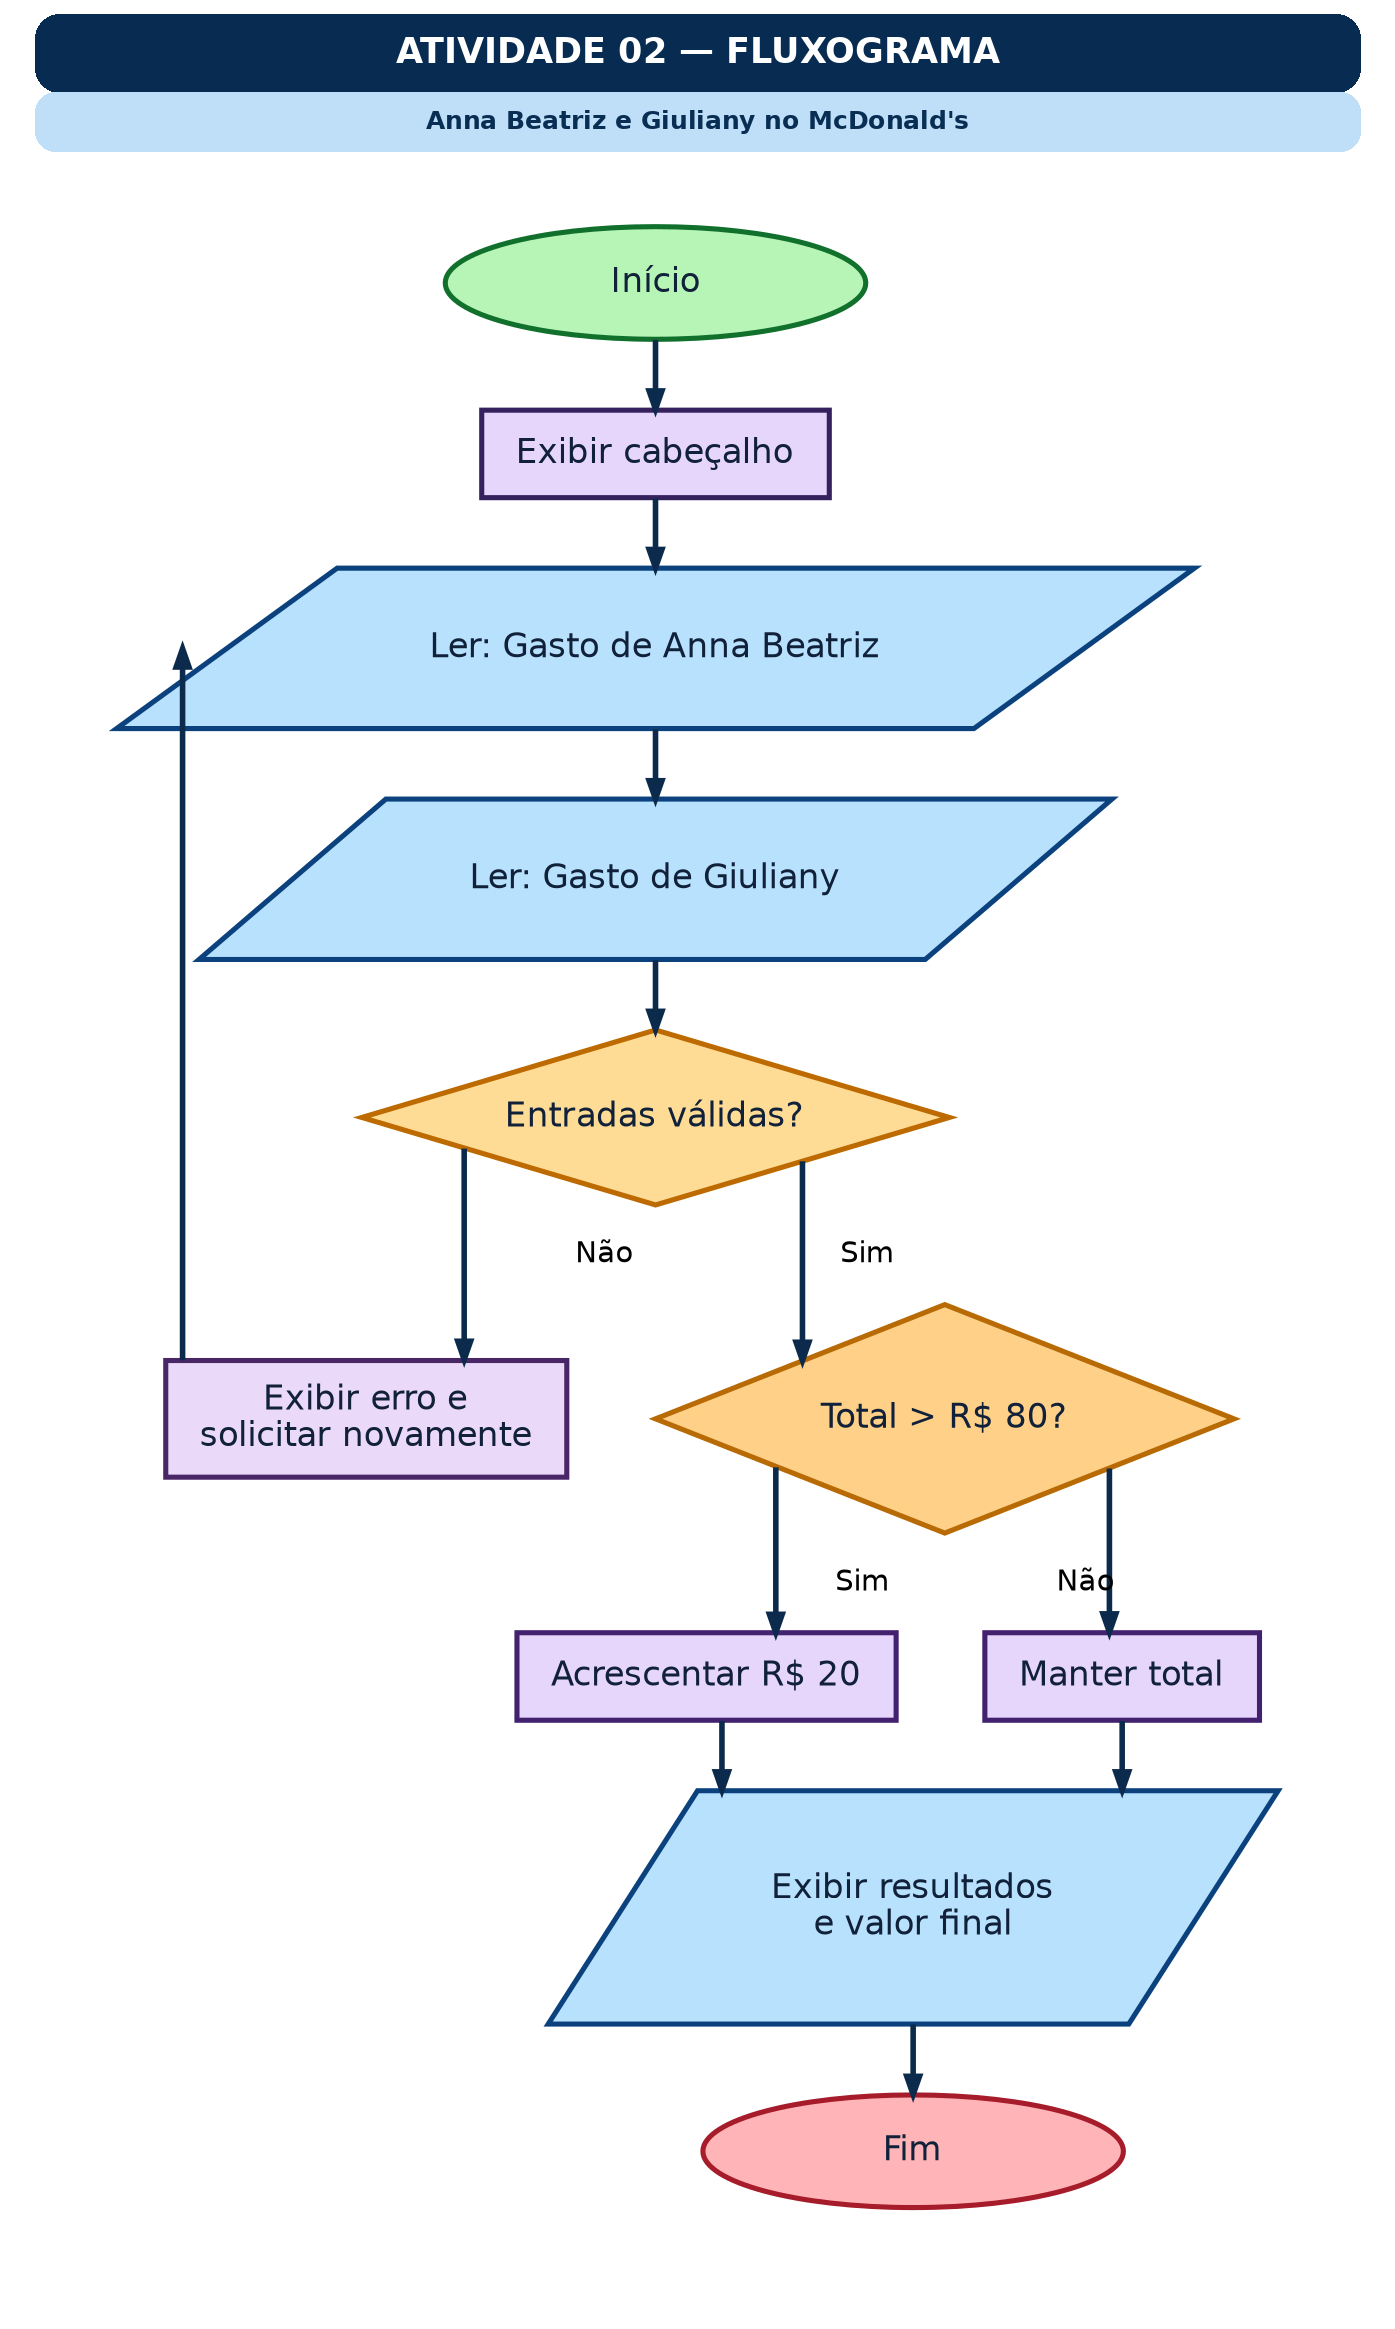 ATIVIDADE 02 — FLUXOGRAMA
Anna Beatriz e Giuliany no McDonald's
Início
Exibir cabeçalho
Ler: Gasto de Anna Beatriz
Ler: Gasto de Giuliany
Entradas válidas?
Não
Sim
Exibir erro e
solicitar novamente
Total > R$ 80?
Sim
Não
Acrescentar R$ 20
Manter total
Exibir resultados
e valor final
Fim